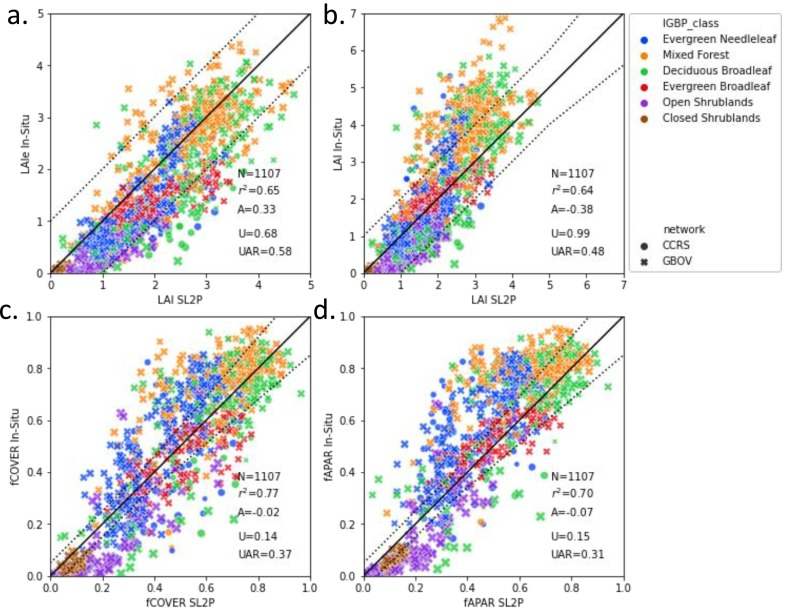 a.
5
4
3
2
1
0
LAIe In-Situ
N=1107
r²=0.65
A=0.33
U=0.68
UAR=0.58
0 1 2 3 4 5
LAI SL2P
b.
7
6
5
4
3
2
1
0
LAI In-Situ
N=1107
r²=0.64
A=-0.38
U=0.99
UAR=0.48
0 1 2 3 4 5 6 7
LAI SL2P
IGBP_class
Evergreen Needleleaf
Mixed Forest
Deciduous Broadleaf
Evergreen Broadleaf
Open Shrublands
Closed Shrublands
network
CCRS
GBOV
c.
1.0
0.8
0.6
0.4
0.2
0.0
fCOVER In-Situ
N=1107
r²=0.77
A=-0.02
U=0.14
UAR=0.37
0.0 0.2 0.4 0.6 0.8 1.0
fCOVER SL2P
d.
1.0
0.8
0.6
0.4
0.2
0.0
fAPAR In-Situ
N=1107
r²=0.70
A=-0.07
U=0.15
UAR=0.31
0.0 0.2 0.4 0.6 0.8 1.0
fAPAR SL2P